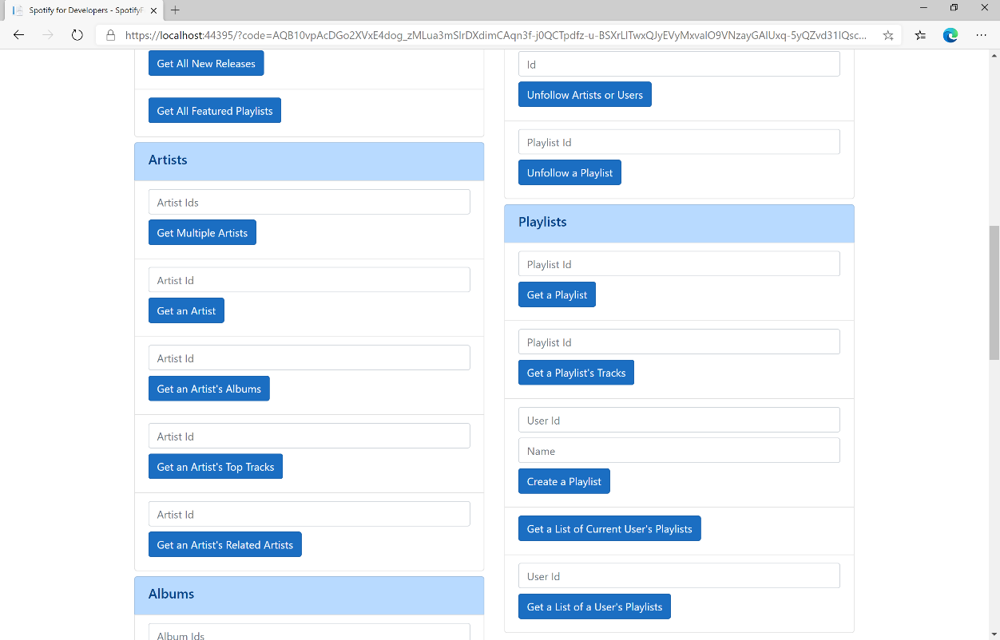 Spotify for Developers - SpotifyF
https://localhost:44395/?code=AQB10vpAcDGo2XVxE4dog_zMLua3mSlrDXdimCAqn3f-j0QCTpdfz-u-BSXrLlTwxQJyEVyMxvalO9VNzayGAlUxq-5yQZvd31lQsc...
Get All New Releases
Get All Featured Playlists
Artists
Artist Ids
Get Multiple Artists
Artist Id
Get an Artist
Artist Id
Get an Artist's Albums
Artist Id
Get an Artist's Top Tracks
Artist Id
Get an Artist's Related Artists
Albums
Album Ids
Id
Unfollow Artists or Users
Playlist Id
Unfollow a Playlist
Playlists
Playlist Id
Get a Playlist
Playlist Id
Get a Playlist's Tracks
User Id
Name
Create a Playlist
Get a List of Current User's Playlists
User Id
Get a List of a User's Playlists